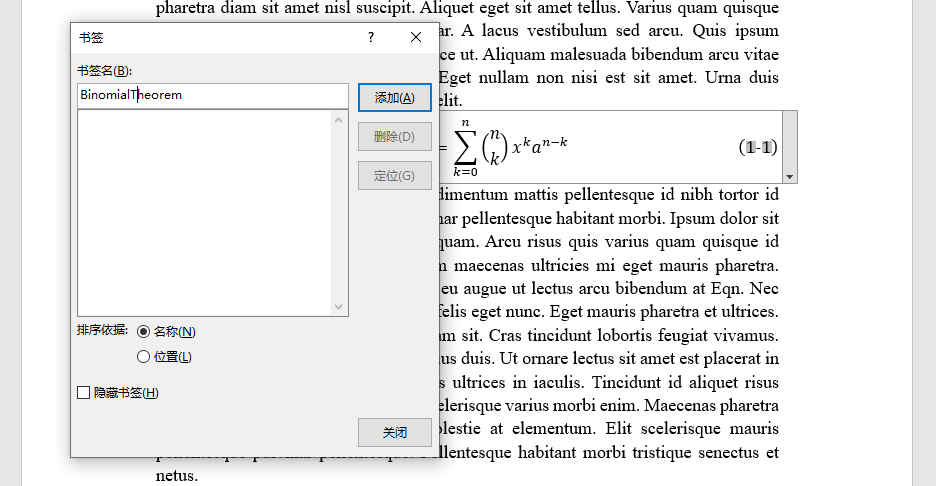 pharetra diam sit amet nisl suscipit. Aliquet eget sit amet tellus. Varius quam quisque
书签 ? ×
ar. A lacus vestibulum sed arcu. Quis ipsum
书签名(B):
ce ut. Aliquam malesuada bibendum arcu vitae
BinomialTheorem
添加(A)
Eget nullam non nisi est sit amet. Urna duis
elit.
删除(D)
= ∑ₖ₌₀ⁿ (n k) xᵏaⁿ⁻ᵏ (1-1)
定位(G)
dimentum mattis pellentesque id nibh tortor id
nar pellentesque habitant morbi. Ipsum dolor sit
quam. Arcu risus quis varius quam quisque id
maecenas ultricies mi eget mauris pharetra.
eu augue ut lectus arcu bibendum at Eqn. Nec
felis eget nunc. Eget mauris pharetra et ultrices.
排序依据: 名称(N)
am sit. Cras tincidunt lobortis feugiat vivamus.
位置(L)
us duis. Ut ornare lectus sit amet est placerat in
s ultrices in iaculis. Tincidunt id aliquet risus
隐藏书签(H)
elerisque varius morbi enim. Maecenas pharetra
关闭
olestie at elementum. Elit scelerisque mauris
llentesque habitant morbi tristique senectus et
netus.